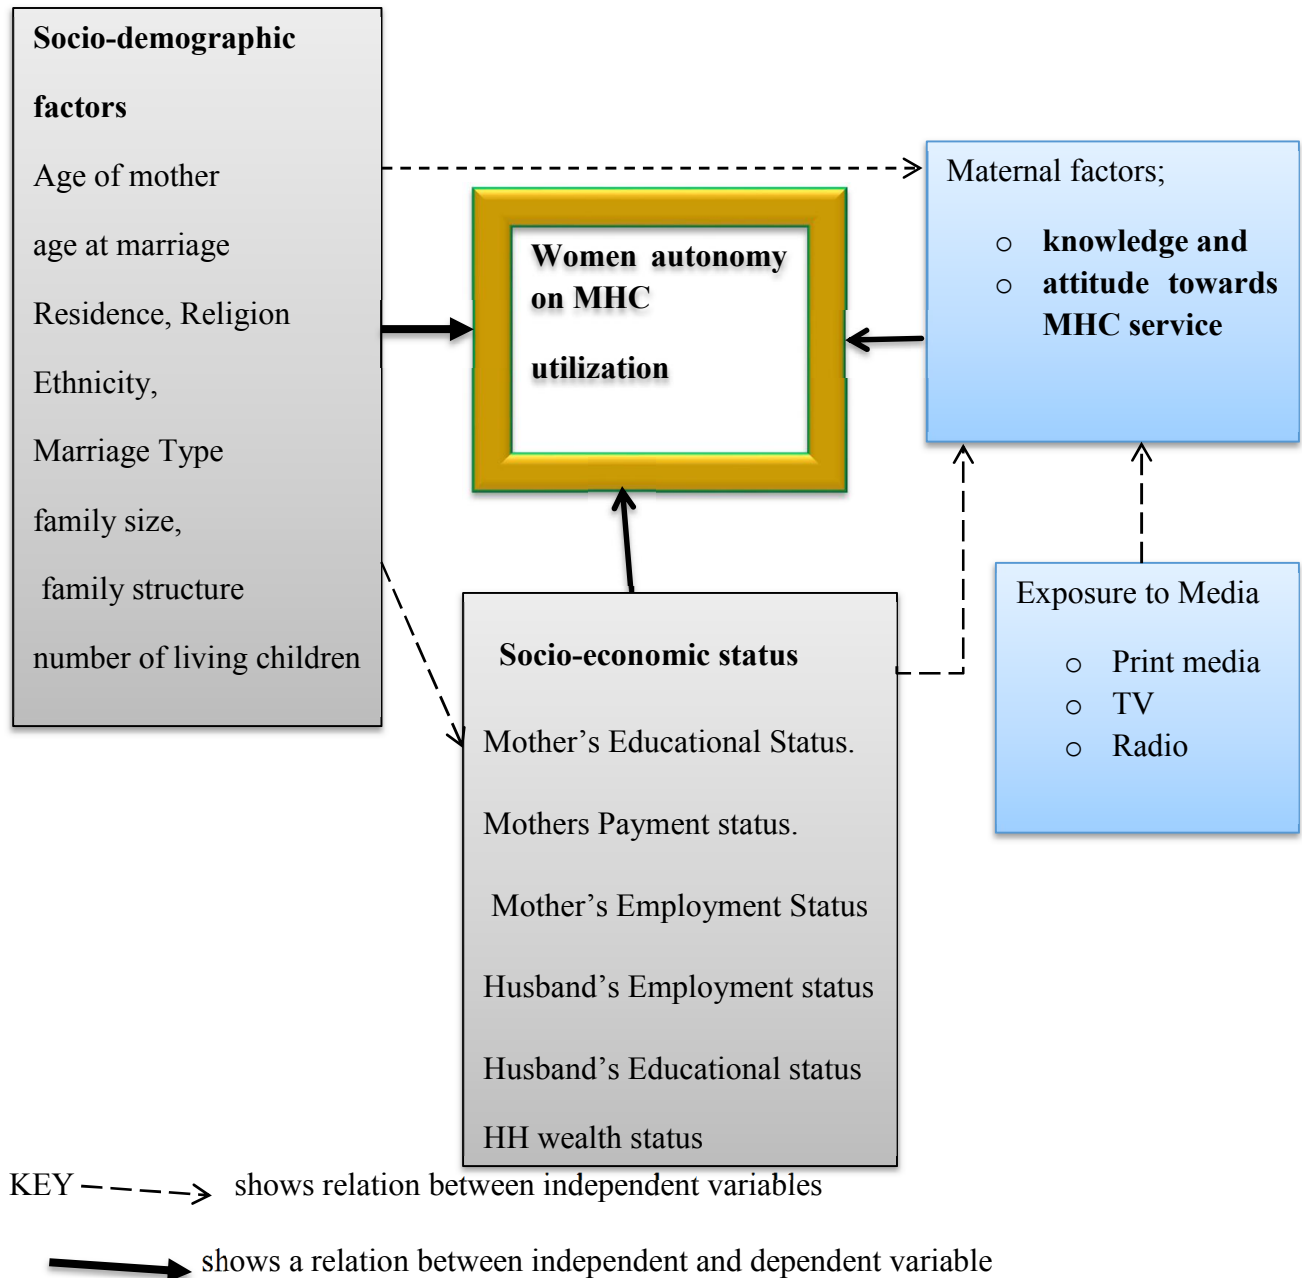 Socio-demographic
factors
Age of mother
age at marriage
Residence, Religion
Ethnicity,
Marriage Type
family size,
family structure
number of living children
Women autonomy
on MHC
utilization
Maternal factors;
o knowledge and
o attitude towards
MHC service
Socio-economic status
Mother’s Educational Status.
Mothers Payment status.
Mother’s Employment Status
Husband’s Employment status
Husband’s Educational status
HH wealth status
Exposure to Media
o Print media
o TV
o Radio
KEY shows relation between independent variables
shows a relation between independent and dependent variable